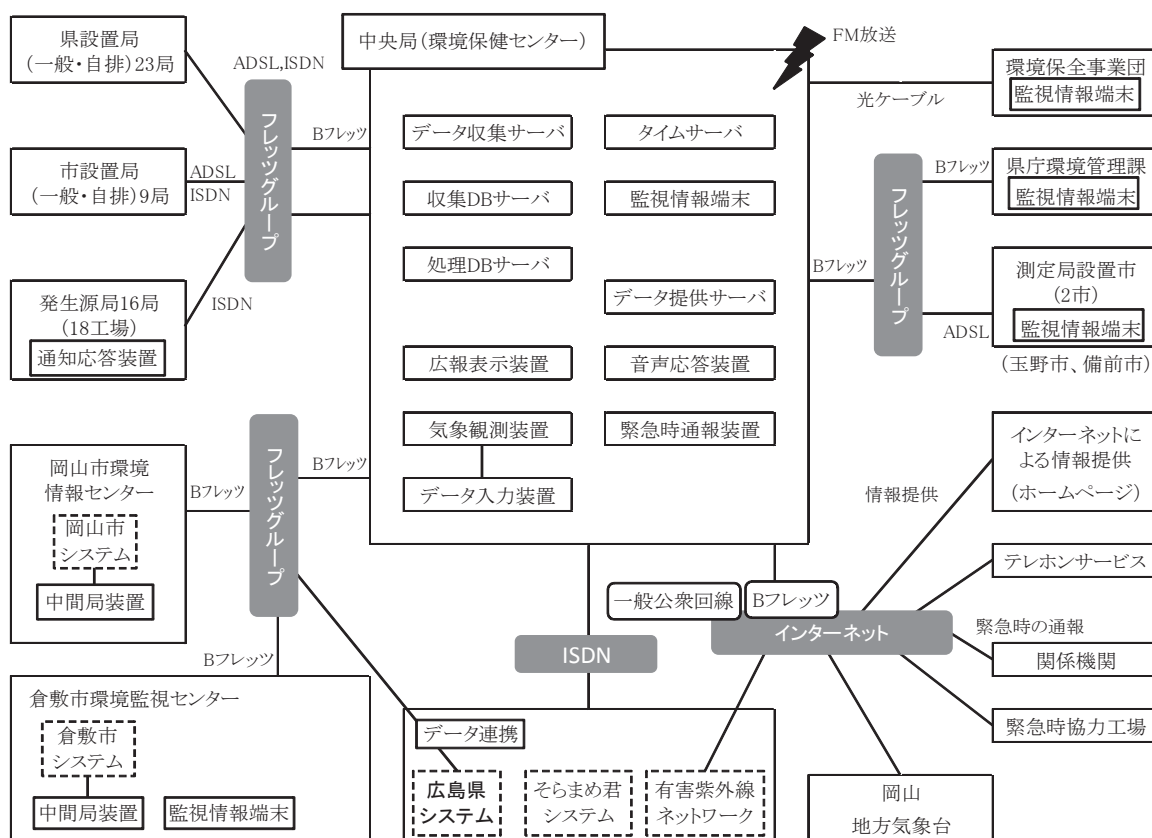 県設置局
(一般・自排)23局
ADSL,ISDN
中央局(環境保健センター)
FM放送
環境保全事業団
監視情報端末
光ケーブル
フレッツグループ
Bフレッツ
データ収集サーバ
タイムサーバ
市設置局
(一般・自排)9局
ADSL
ISDN
収集DBサーバ
監視情報端末
Bフレッツ
県庁環境管理課
監視情報端末
フレッツグループ
処理DBサーバ
Bフレッツ
発生源局16局
(18工場)
通知応答装置
ISDN
データ提供サーバ
測定局設置市
(2市)
監視情報端末
ADSL
(玉野市、備前市)
広報表示装置
音声応答装置
気象観測装置
緊急時通報装置
データ入力装置
岡山市環境
情報センター
岡山市
システム
中間局装置
Bフレッツ
フレッツグループ
Bフレッツ
情報提供
インターネットに
よる情報提供
(ホームページ)
テレホンサービス
一般公衆回線
Bフレッツ
インターネット
緊急時の通報
関係機関
ISDN
Bフレッツ
倉敷市環境監視センター
倉敷市
システム
中間局装置
監視情報端末
データ連携
広島県
システム
そらまめ君
システム
有害紫外線
ネットワーク
緊急時協力工場
岡山
地方気象台